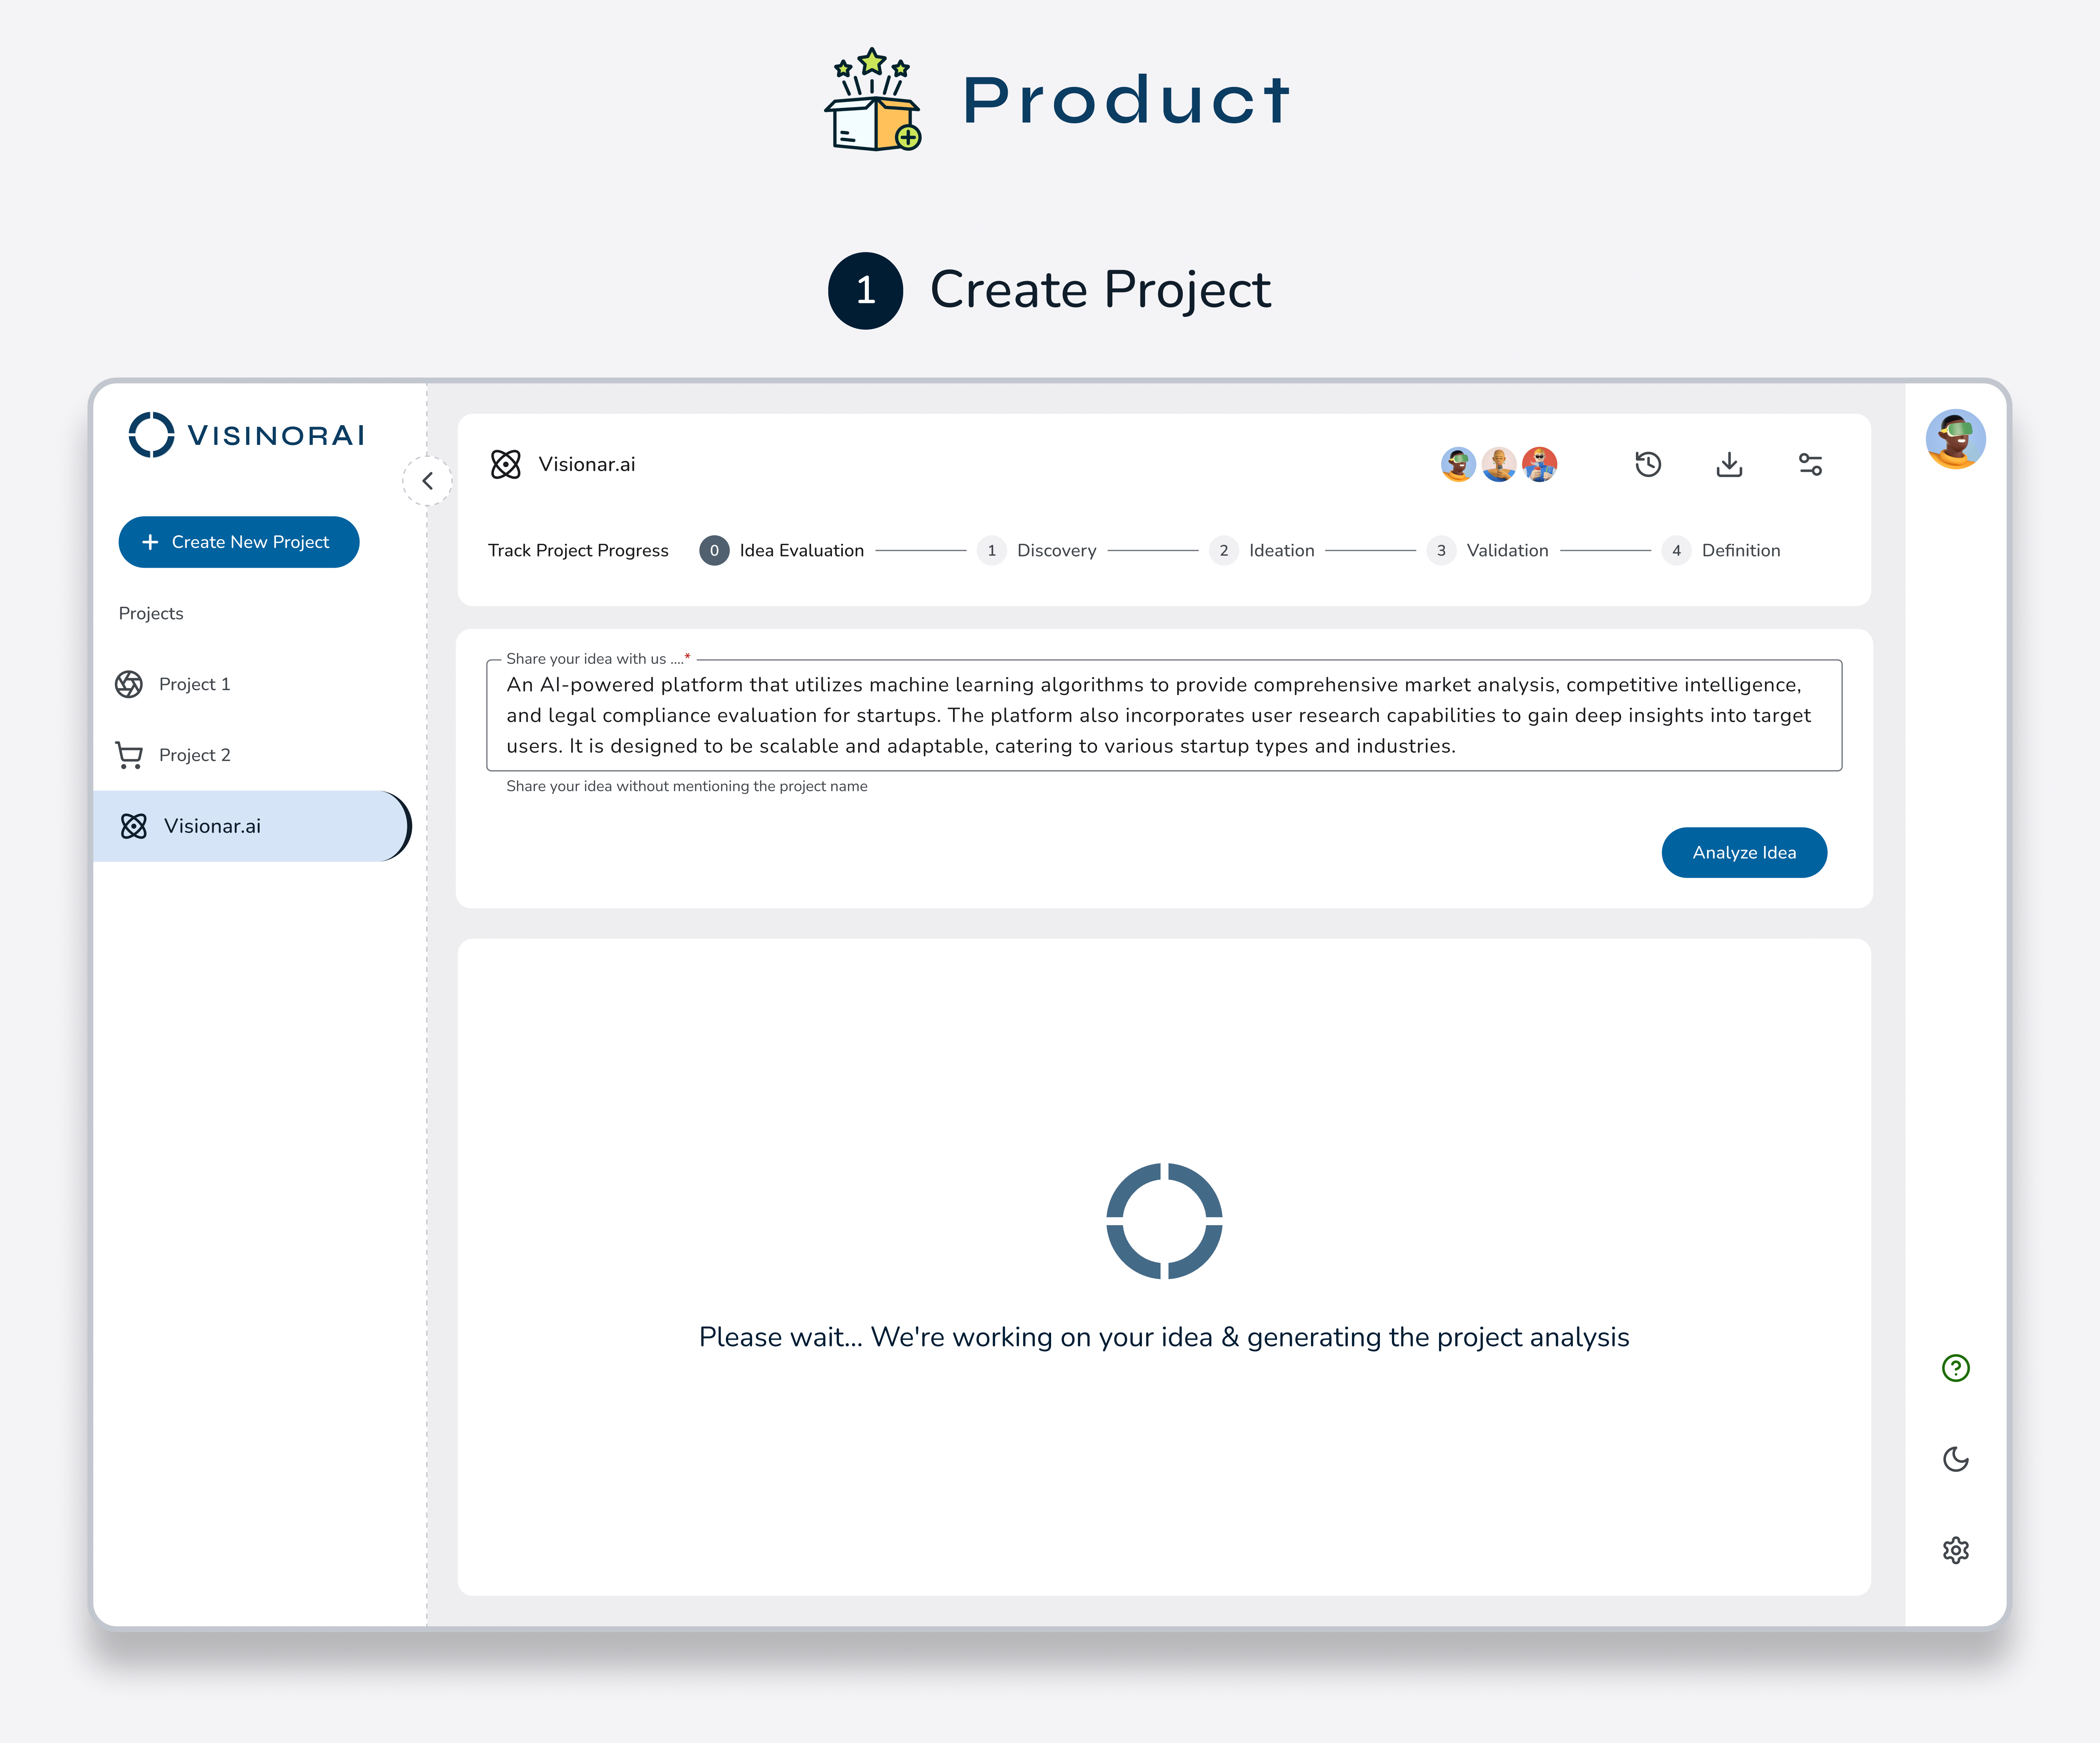 Product
1 Create Project
VISINORAI
Create New Project
Projects
Project 1
Project 2
Visionar.ai
Visionar.ai
Track Project Progress 0 Idea Evaluation 1 Discovery 2 Ideation 3 Validation 4 Definition
Share your idea with us ....*
An AI-powered platform that utilizes machine learning algorithms to provide comprehensive market analysis, competitive intelligence,
and legal compliance evaluation for startups. The platform also incorporates user research capabilities to gain deep insights into target
users. It is designed to be scalable and adaptable, catering to various startup types and industries.
Share your idea without mentioning the project name
Analyze Idea
Please wait... We're working on your idea & generating the project analysis